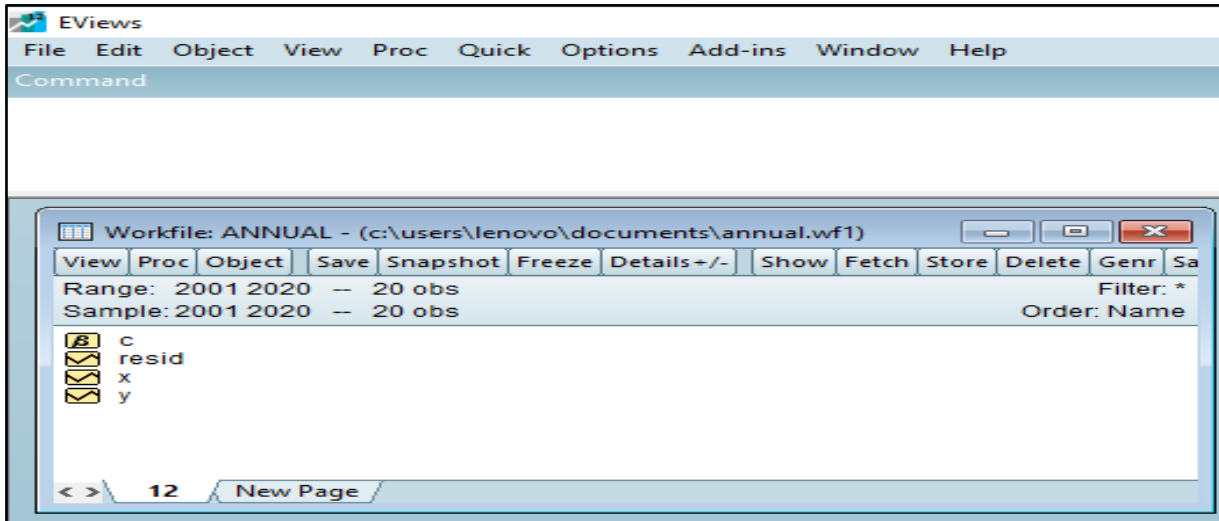 EViews
File Edit Object View Proc Quick Options Add-ins Window Help
Command
Workfile: ANNUAL - (c:\users\lenovo\documents\annual.wf1)
View Proc Object Save Snapshot Freeze Details+/- Show Fetch Store Delete Genr Sa
Range: 2001 2020 -- 20 obs Filter: *
Sample: 2001 2020 -- 20 obs Order: Name
β c
resid
x
y
< > 12 New Page